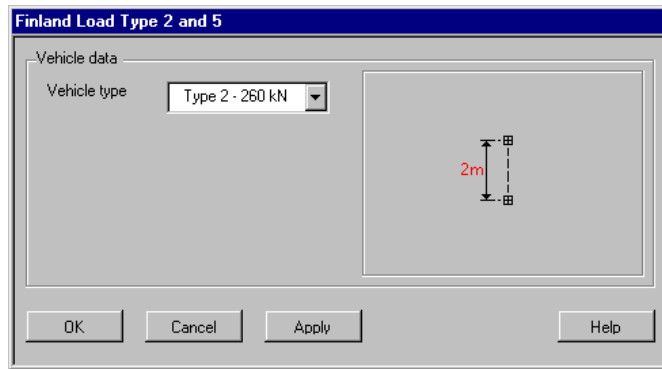 Finland Load Type 2 and 5
Vehicle data
Vehicle type
Type 2 - 260 kN
2m
OK
Cancel
Apply
Help